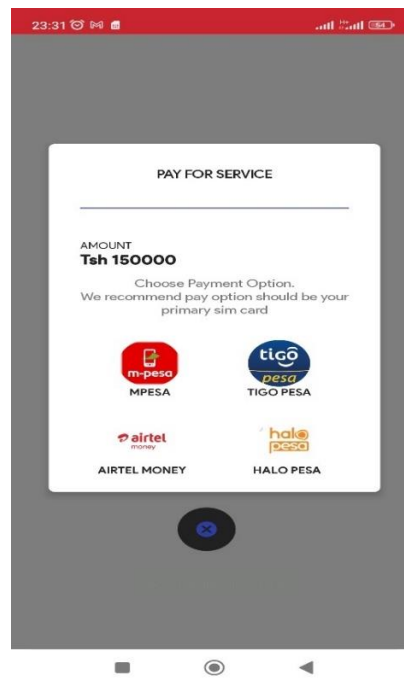 23:31
54
PAY FOR SERVICE
AMOUNT
Tsh 150000
Choose Payment Option.
We recommend pay option should be your
primary sim card
m-pesa
MPESA
tigo
pesa
TIGO PESA
airtel
money
AIRTEL MONEY
halo
pesa
HALO PESA